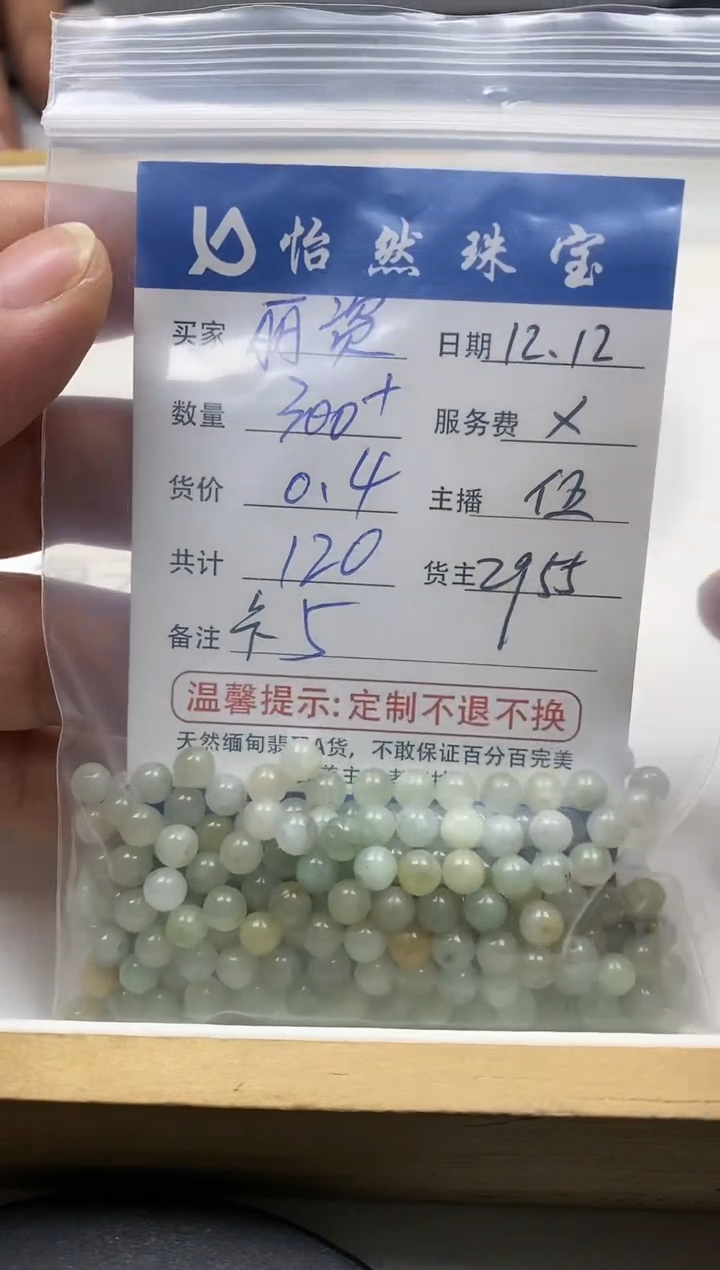 怡然珠宝
买家 丽资 日期 12.12
数量 300+ 服务费 X
货价 0.4 主播 伍
共计 120 货主 2955
备注 卡5
温馨提示:定制不退不换
天然缅甸翡 A货,不敢保证百分百完美